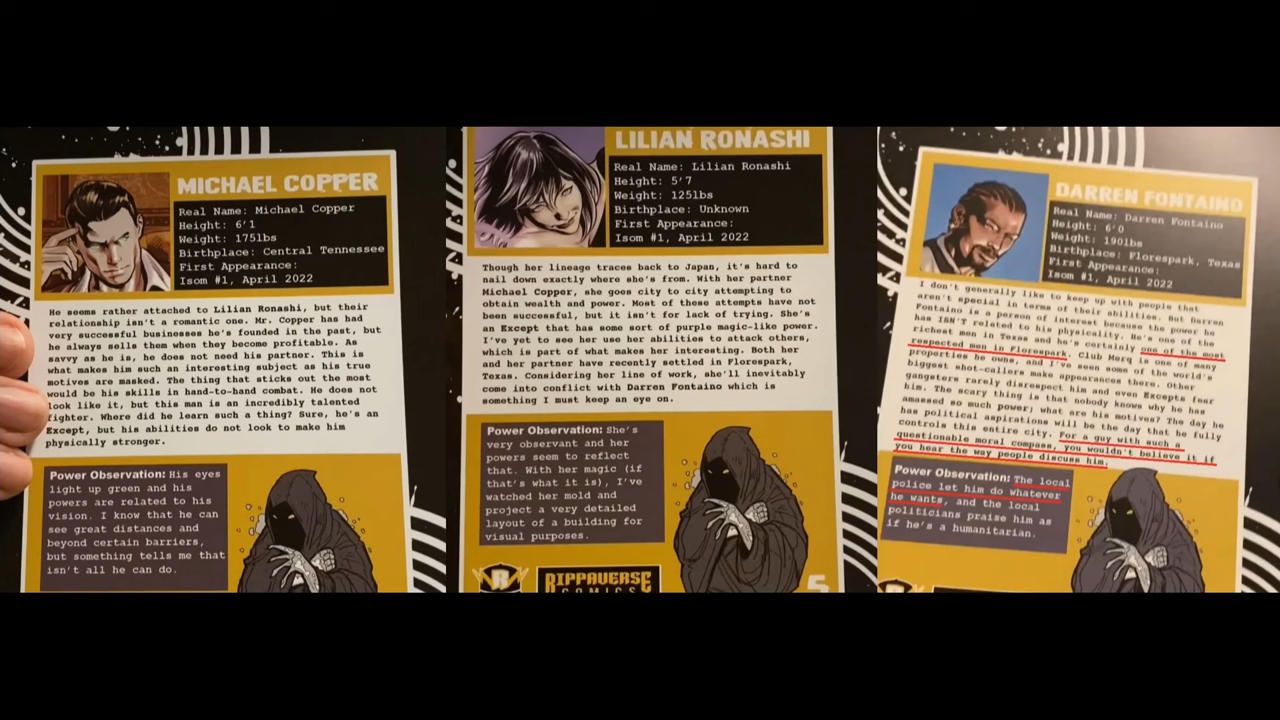 MICHAEL COPPER
Real Name: Michael Copper
Height: 6'1
Weight: 175lbs
Birthplace: Central Tennessee
First Appearance:
Isom #1, April 2022
He seems rather attached to Lilian Ronashi, but their
relationship isn't a romantic one. Mr. Copper has had
very successful businesses he's founded in the past, but
he always sells them when they become profitable. As
savvy as he is, he does not need his partner. This is
what makes him such an interesting subject as his true
motives are masked. The thing that sticks out the most
would be his skills in hand-to-hand combat. He does not
look like it, but this man is an incredibly talented
fighter. Where did he learn such a thing? Sure, he's an
Except, but his abilities do not look to make him
physically stronger.
Power Observation: His eyes
light up green and his
powers are related to his
vision. I know that he can
see great distances and
beyond certain barriers,
but something tells me that
isn't all he can do.
LILIAN RONASHI
Real Name: Lilian Ronashi
Height: 5'7
Weight: 125lbs
Birthplace: Unknown
First Appearance:
Isom #1, April 2022
Though her lineage traces back to Japan, it's hard to
nail down exactly where she's from. With her partner
Michael Copper, she goes city to city attempting to
obtain wealth and power. Most of these attempts have not
been successful, but it isn't for lack of trying. She's
an Except that has some sort of purple magic-like power.
I've yet to see her use her abilities to attack others,
which is part of what makes her interesting. Both her
and her partner have recently settled in Florespark,
Texas. Considering her line of work, she'll inevitably
come into conflict with Darren Fontaino which is
something I must keep an eye on.
Power Observation: She's
very observant and her
powers seem to reflect
that. With her magic (if
that's what it is), I've
watched her mold and
project a very detailed
layout of a building for
visual purposes.
R
RIPPAVERSE
COMICS
5
DARREN FONTAINO
Real Name: Darren Fontaino
Height: 6'0
Weight: 190lbs
Birthplace: Florespark, Texas
First Appearance:
Isom #1, April 2022
I don't generally like to keep up with people that
aren't special in terms of their abilities. But Darren
Fontaino is a person of interest because the power he
has ISN'T related to his physicality. He's one of the
richest men in Texas and he's certainly one of the most
respected men in Florespark. Club Merq is one of many
properties he owns, and I've seen some of the world's
biggest shot-callers make appearances there. Other
gangsters rarely disrespect him and even Excepts fear
him. The scary thing is that nobody knows why he has
amassed so much power; what are his motives? The day he
has political aspirations will be the day that he fully
controls this entire city. For a guy with such a
questionable moral compass, you wouldn't believe it if
you hear the way people discuss him.
Power Observation: The local
police let him do whatever
he wants, and the local
politicians praise him as
if he's a humanitarian.